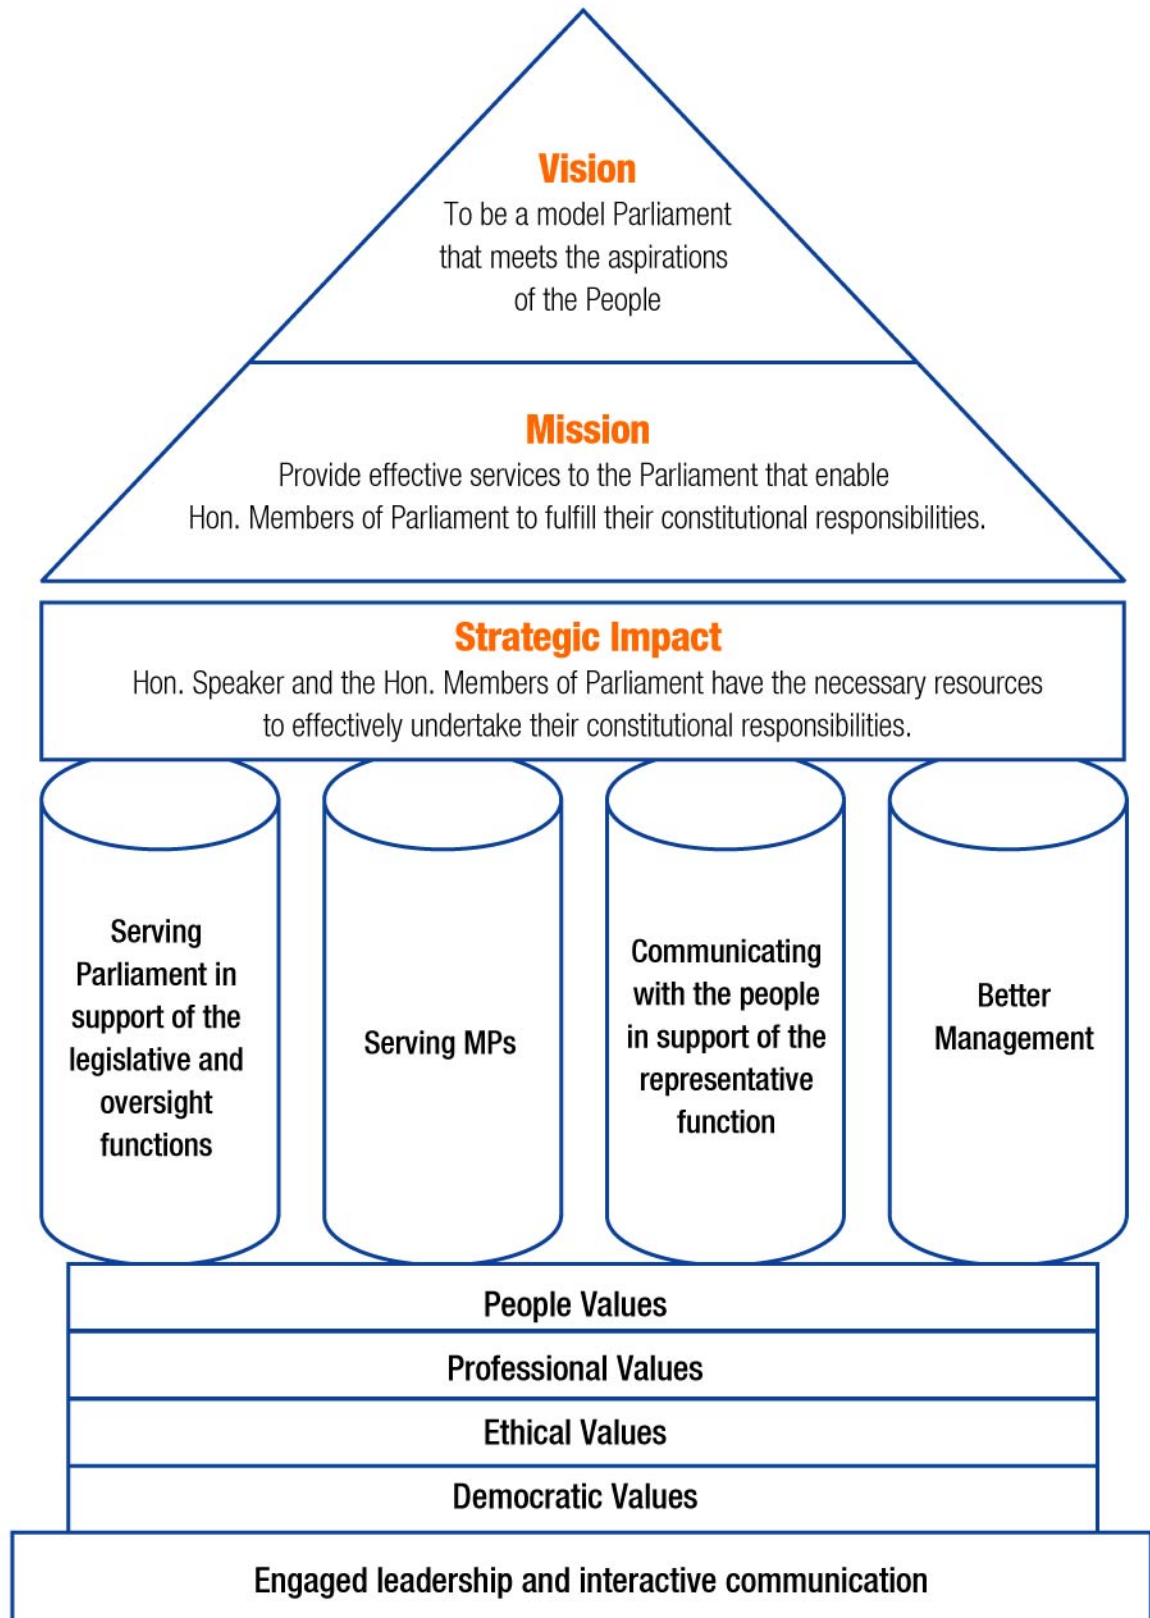 Vision
To be a model Parliament
that meets the aspirations
of the People
Mission
Provide effective services to the Parliament that enable
Hon. Members of Parliament to fulfill their constitutional responsibilities.
Strategic Impact
Hon. Speaker and the Hon. Members of Parliament have the necessary resources
to effectively undertake their constitutional responsibilities.
Serving
Parliament in
support of the
legislative and
oversight
functions
Serving MPs
Communicating
with the people
in support of the
representative
function
Better
Management
People Values
Professional Values
Ethical Values
Democratic Values
Engaged leadership and interactive communication